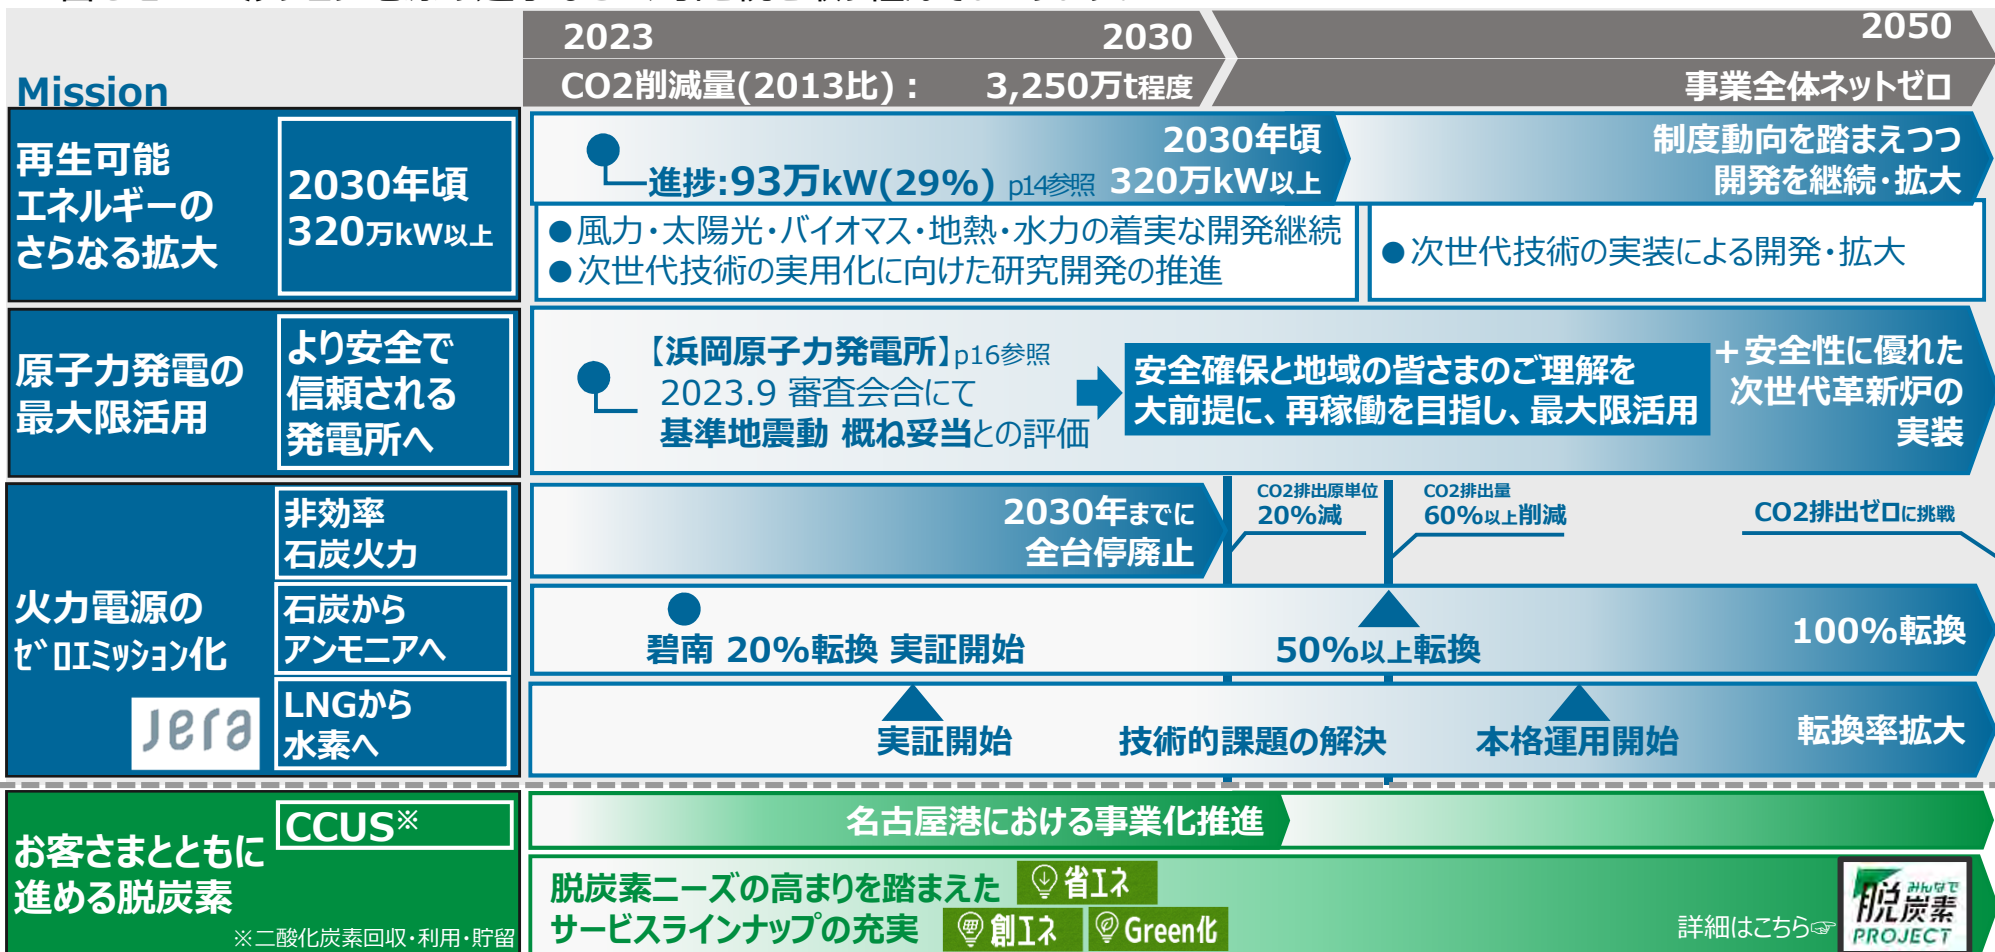 2023 2030 2050
Mission
CO2削減量(2013比)： 3,250万t程度 事業全体ネットゼロ
再生可能
エネルギーの
さらなる拡大
2030年頃
320万kW以上
進捗:93万kW(29%) p14参照
2030年頃
320万kW以上
制度動向を踏まえつつ
開発を継続・拡大
●風力・太陽光・バイオマス・地熱・水力の着実な開発継続
●次世代技術の実用化に向けた研究開発の推進
●次世代技術の実装による開発・拡大
原子力発電の
最大限活用
より安全で
信頼される
発電所へ
【浜岡原子力発電所】p16参照
2023.9 審査会合にて
基準地震動 概ね妥当との評価
安全確保と地域の皆さまのご理解を
大前提に、再稼働を目指し、最大限活用
＋安全性に優れた
次世代革新炉の
実装
火力電源の
ｾﾞﾛｴﾐｯｼｮﾝ化
Jera
非効率
石炭火力
2030年までに
全台停廃止
CO2排出原単位
20%減
CO2排出量
60%以上削減
CO2排出ゼロに挑戦
石炭から
アンモニアへ
碧南 20%転換 実証開始
50%以上転換
100%転換
LNGから
水素へ
実証開始
技術的課題の解決
本格運用開始
転換率拡大
お客さまとともに
進める脱炭素
CCUS※
※二酸化炭素回収・利用・貯留
名古屋港における事業化推進
脱炭素ニーズの高まりを踏まえた 省エネ
サービスラインナップの充実 創エネ Green化
詳細はこちら☞
みんなで
脱炭素
PROJECT